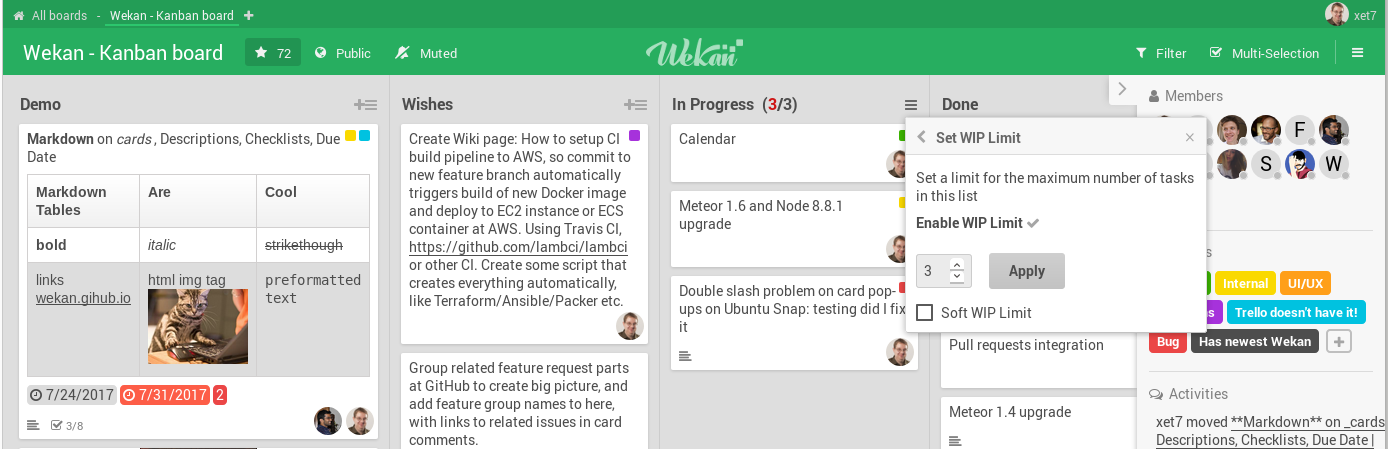 All boards - Wekan - Kanban board
xet7
Wekan - Kanban board 72 Public Muted
Wekan
Filter Multi-Selection
Demo
Markdown on cards , Descriptions, Checklists, Due
Date
Markdown Tables Are Cool
bold italic strikethough
links
wekan.gihub.io
html img tag
preformatted
text
7/24/2017 7/31/2017 2
3/8
Wishes
Create Wiki page: How to setup CI
build pipeline to AWS, so commit to
new feature branch automatically
triggers build of new Docker image
and deploy to EC2 instance or ECS
container at AWS. Using Travis CI,
https://github.com/lambci/lambci
or other CI. Create some script that
creates everything automatically,
like Terraform/Ansible/Packer etc.
Group related feature request parts
at GitHub to create big picture, and
add feature group names to here,
with links to related issues in card
comments.
In Progress (3/3)
Calendar
Meteor 1.6 and Node 8.8.1
upgrade
Double slash problem on card pop-
ups on Ubuntu Snap: testing did I fix
it
Done
Set WIP Limit
Set a limit for the maximum number of tasks
in this list
Enable WIP Limit
3 Apply
Soft WIP Limit
Pull requests integration
Meteor 1.4 upgrade
Members
F
S W
Internal UI/UX
Trello doesn't have it!
Bug Has newest Wekan
Activities
xet7 moved **Markdown** on _cards
Descriptions, Checklists, Due Date |